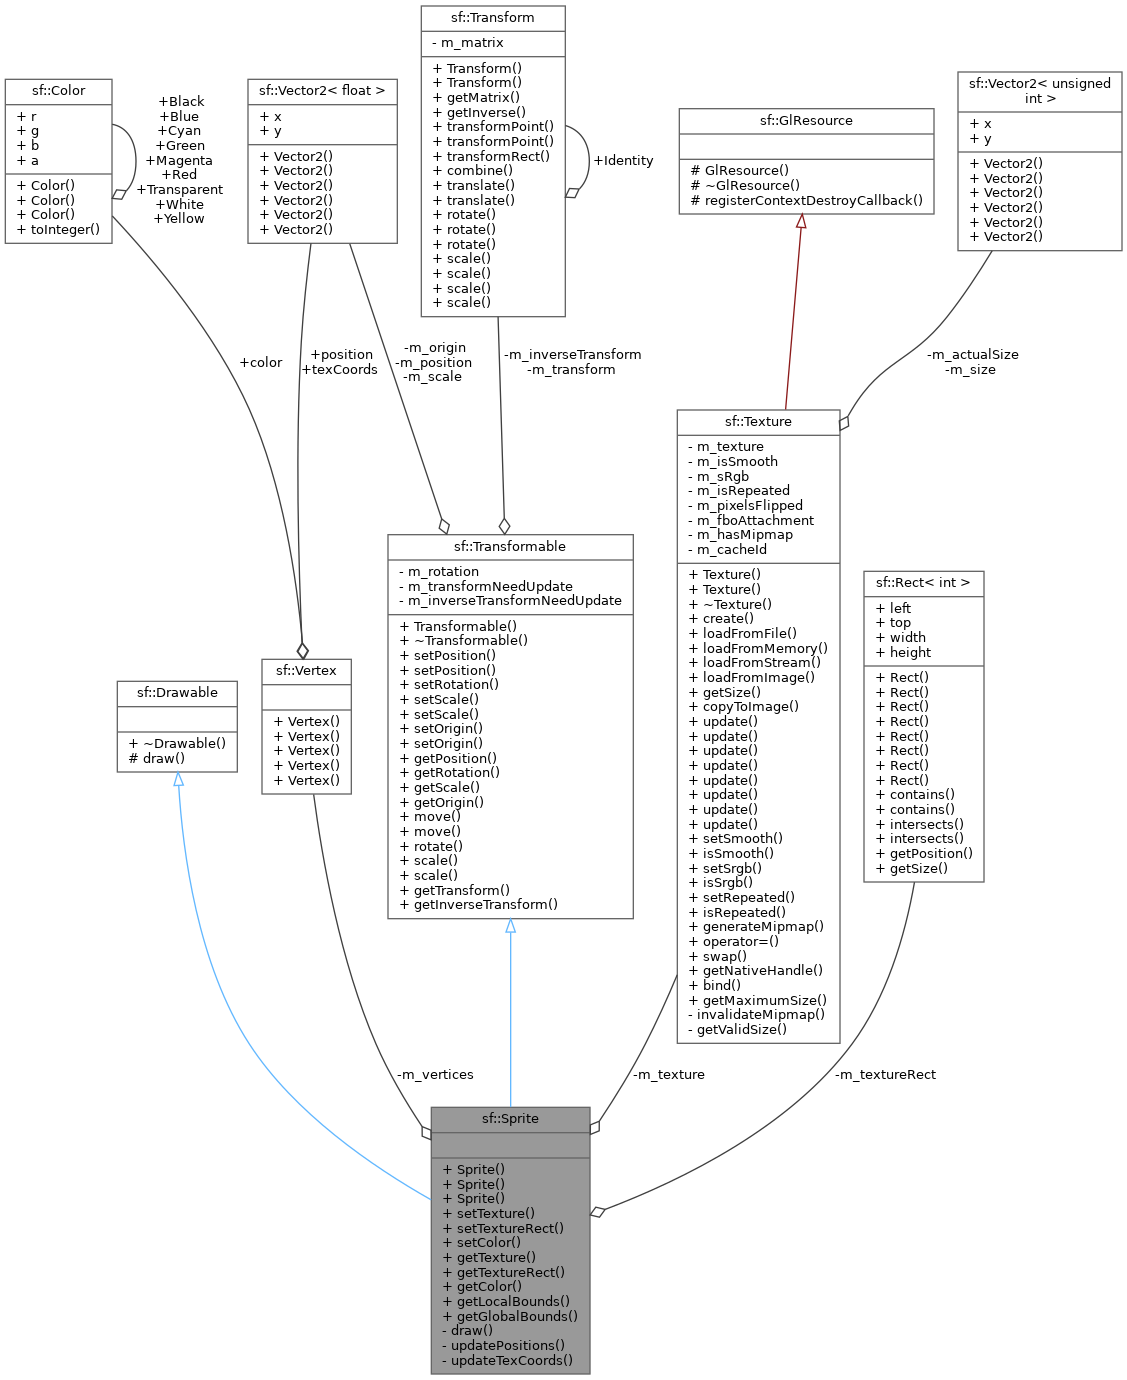 sf::Transform
- m_matrix
+ Transform()
+ Transform()
+ getMatrix()
+ getInverse()
+ transformPoint()
+ transformPoint()
+ transformRect()
+ combine()
+ translate()
+ translate()
+ rotate()
+ rotate()
+ rotate()
+ scale()
+ scale()
+ scale()
+ scale()
+Identity
sf::Color
+ r
+ g
+ b
+ a
+ Color()
+ Color()
+ Color()
+ toInteger()
+Black
+Blue
+Cyan
+Green
+Magenta
+Red
+Transparent
+White
+Yellow
sf::Vector2< float >
+ x
+ y
+ Vector2()
+ Vector2()
+ Vector2()
+ Vector2()
+ Vector2()
+ Vector2()
sf::GlResource
# GlResource()
# ~GlResource()
# registerContextDestroyCallback()
sf::Vector2< unsigned
int >
+ x
+ y
+ Vector2()
+ Vector2()
+ Vector2()
+ Vector2()
+ Vector2()
+ Vector2()
+color
+position
+texCoords
-m_origin
-m_position
-m_scale
-m_inverseTransform
-m_transform
-m_actualSize
-m_size
sf::Texture
- m_texture
- m_isSmooth
- m_sRgb
- m_isRepeated
- m_pixelsFlipped
- m_fboAttachment
- m_hasMipmap
- m_cacheId
+ Texture()
+ Texture()
+ ~Texture()
+ create()
+ loadFromFile()
+ loadFromMemory()
+ loadFromStream()
+ loadFromImage()
+ getSize()
+ copyToImage()
+ update()
+ update()
+ update()
+ update()
+ update()
+ update()
+ update()
+ update()
+ setSmooth()
+ isSmooth()
+ setSrgb()
+ isSrgb()
+ setRepeated()
+ isRepeated()
+ generateMipmap()
+ operator=()
+ swap()
+ getNativeHandle()
+ bind()
+ getMaximumSize()
- invalidateMipmap()
- getValidSize()
sf::Transformable
- m_rotation
- m_transformNeedUpdate
- m_inverseTransformNeedUpdate
+ Transformable()
+ ~Transformable()
+ setPosition()
+ setPosition()
+ setRotation()
+ setScale()
+ setScale()
+ setOrigin()
+ setOrigin()
+ getPosition()
+ getRotation()
+ getScale()
+ getOrigin()
+ move()
+ move()
+ rotate()
+ scale()
+ scale()
+ getTransform()
+ getInverseTransform()
sf::Rect< int >
+ left
+ top
+ width
+ height
+ Rect()
+ Rect()
+ Rect()
+ Rect()
+ Rect()
+ Rect()
+ Rect()
+ Rect()
+ contains()
+ contains()
+ intersects()
+ intersects()
+ getPosition()
+ getSize()
sf::Vertex
+ Vertex()
+ Vertex()
+ Vertex()
+ Vertex()
+ Vertex()
sf::Drawable
+ ~Drawable()
# draw()
-m_vertices
-m_texture
-m_textureRect
sf::Sprite
+ Sprite()
+ Sprite()
+ Sprite()
+ setTexture()
+ setTextureRect()
+ setColor()
+ getTexture()
+ getTextureRect()
+ getColor()
+ getLocalBounds()
+ getGlobalBounds()
- draw()
- updatePositions()
- updateTexCoords()